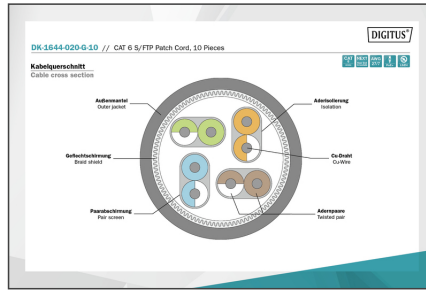 DIGITUS®
DK-1644-020-G-10 // CAT 6 S/FTP Patch Cord, 10 Pieces
Kabelquerschnitt
Cable cross section
Außenmantel
Outer jacket
Aderisolierung
Isolation
Geflechtschirmung
Braid shield
Cu-Draht
Cu-Wire
Paarabschirmung
Pair screen
Adernpaare
Twisted pair